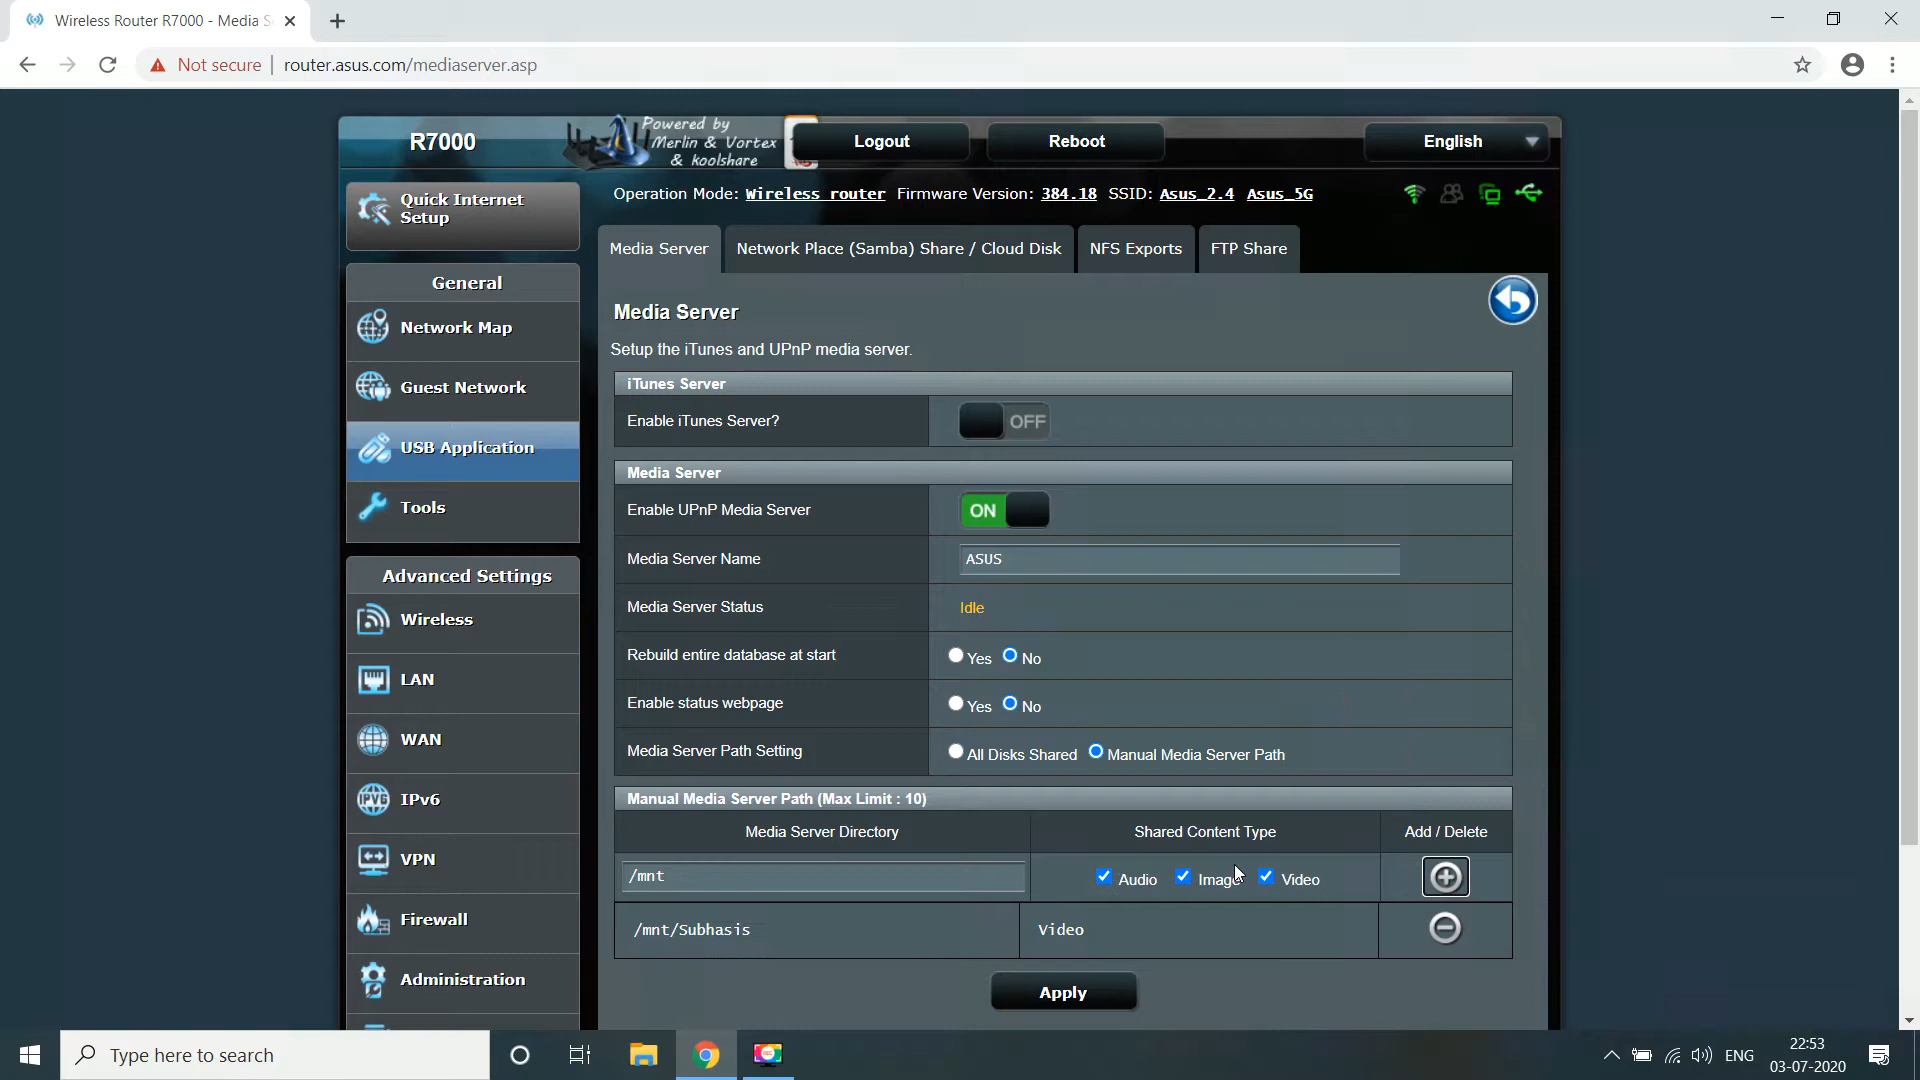 Wireless Router R7000 - Media S
Not secure
router.asus.com/mediaserver.asp
R7000
Powered by
Merlin & Vortex
& koolshare
Logout
Reboot
English
Quick Internet
Setup
Operation Mode: Wireless router Firmware Version: 384.18 SSID: Asus_2.4 Asus_5G
General
Network Map
Guest Network
USB Application
Tools
Advanced Settings
Wireless
LAN
WAN
IPv6
VPN
Firewall
Administration
Media Server
Network Place (Samba) Share / Cloud Disk
NFS Exports
FTP Share
Media Server
Setup the iTunes and UPnP media server.
iTunes Server
Enable iTunes Server?
OFF
Media Server
Enable UPnP Media Server
ON
Media Server Name
ASUS
Media Server Status
Idle
Rebuild entire database at start
Yes No
Enable status webpage
Yes No
Media Server Path Setting
All Disks Shared Manual Media Server Path
Manual Media Server Path (Max Limit : 10)
Media Server Directory
Shared Content Type
Add / Delete
/mnt
Audio Image Video
/mnt/Subhasis
Video
Apply
Type here to search
ENG
22:53
03-07-2020